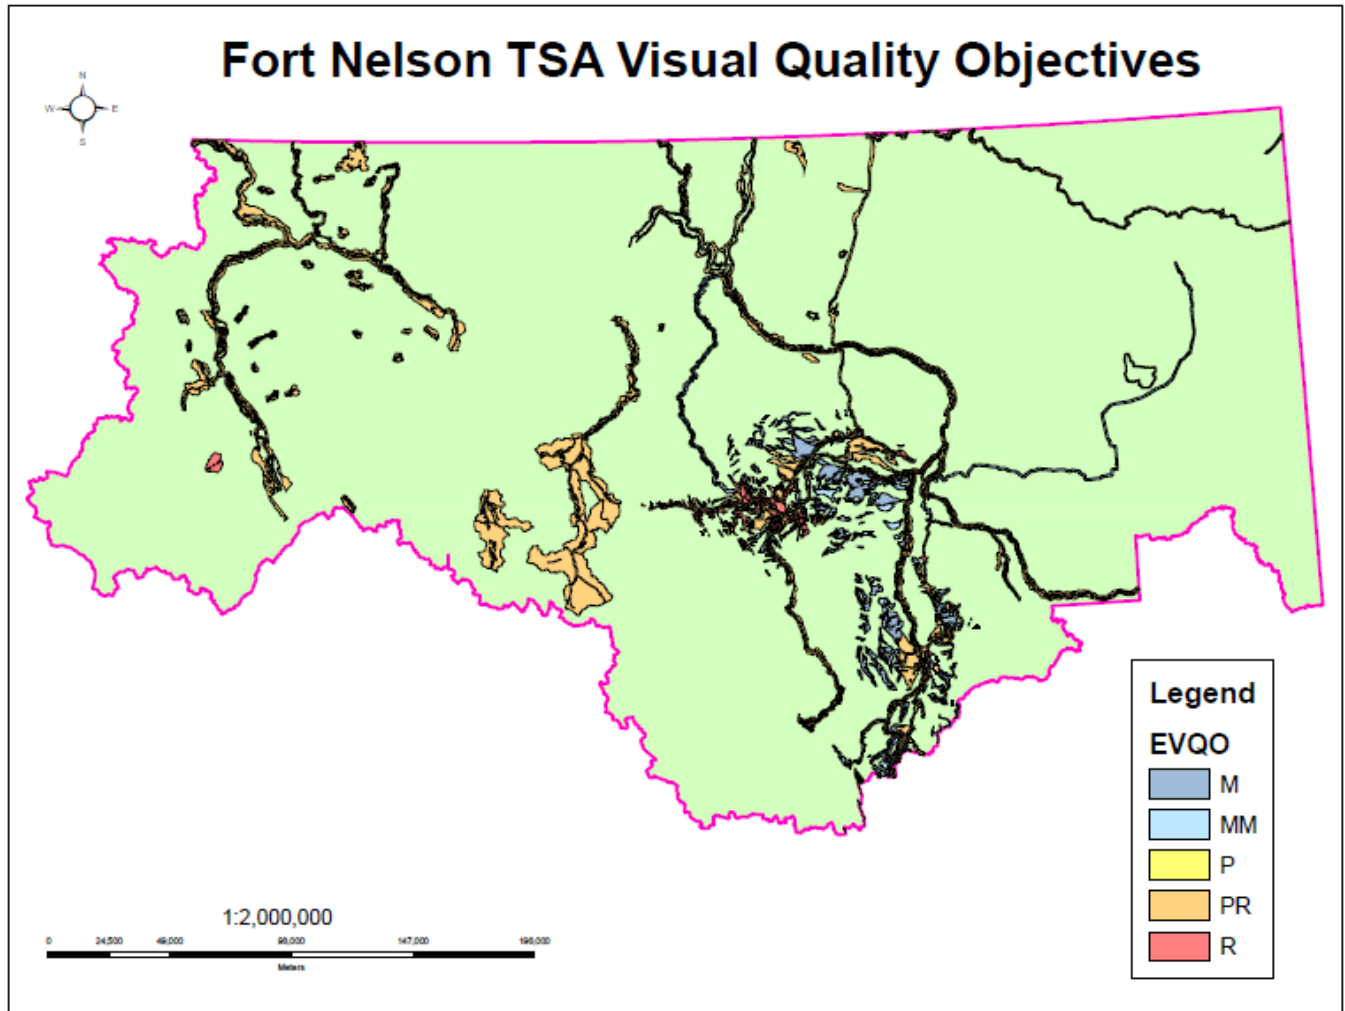 Fort Nelson TSA Visual Quality Objectives
N
W E
S
Legend
EVQO
M
MM
P
PR
R
1:2,000,000
0 24,500 49,000 98,000 147,000 196,000
Meters